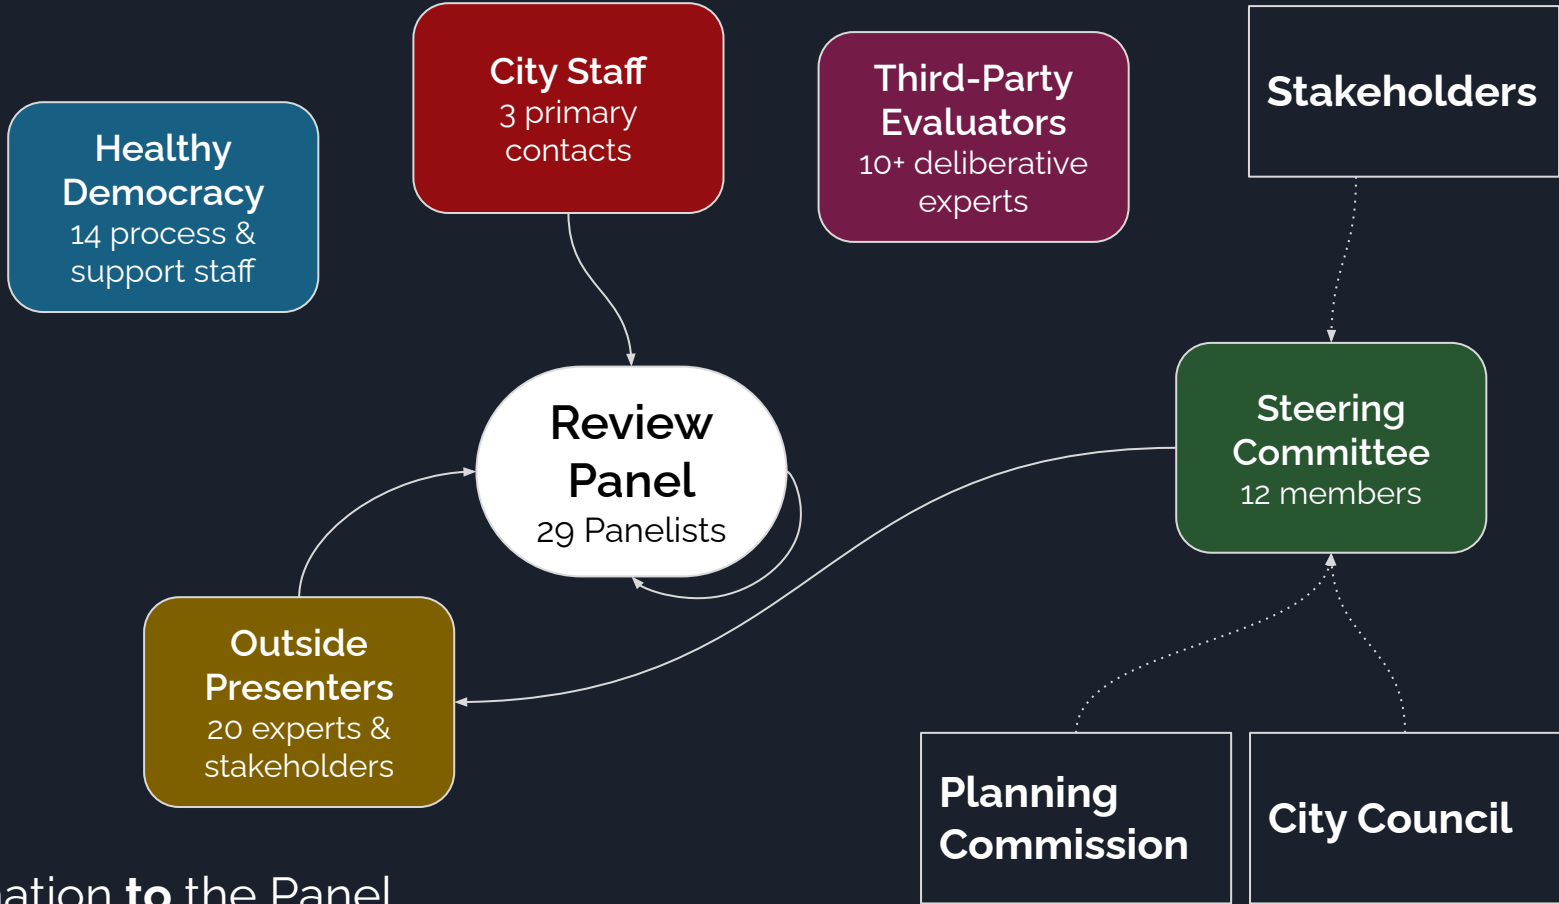 City Staff
3 primary
contacts
Third-Party
Evaluators
10+ deliberative
experts
Stakeholders
Healthy
Democracy
14 process &
support staff
Review
Panel
29 Panelists
Steering
Committee
12 members
Outside
Presenters
20 experts &
stakeholders
Planning
Commission
City Council
to the Panel